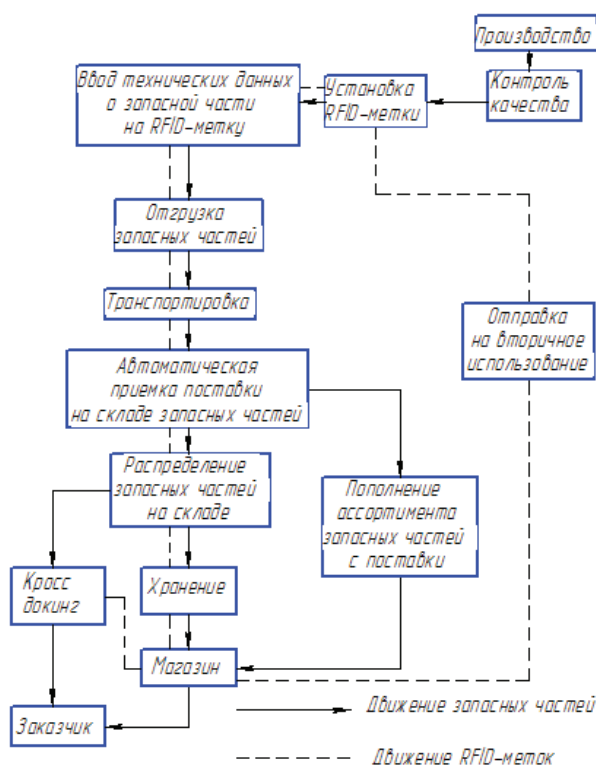 Производство
Контроль
качества
Установка
RFID-метки
Ввод технических данных
о запасной части
на RFID-метку
Отгрузка
запасных частей
Транспортировка
Отправка
на вторичное
использование
Автоматическая
приемка поставки
на складе запасных частей
Распределение
запасных частей
на складе
Пополнение
ассортимента
запасных частей
с поставки
Кросс
докинг
Хранение
Магазин
Заказчик
Движение запасных частей
Движение RFID-меток